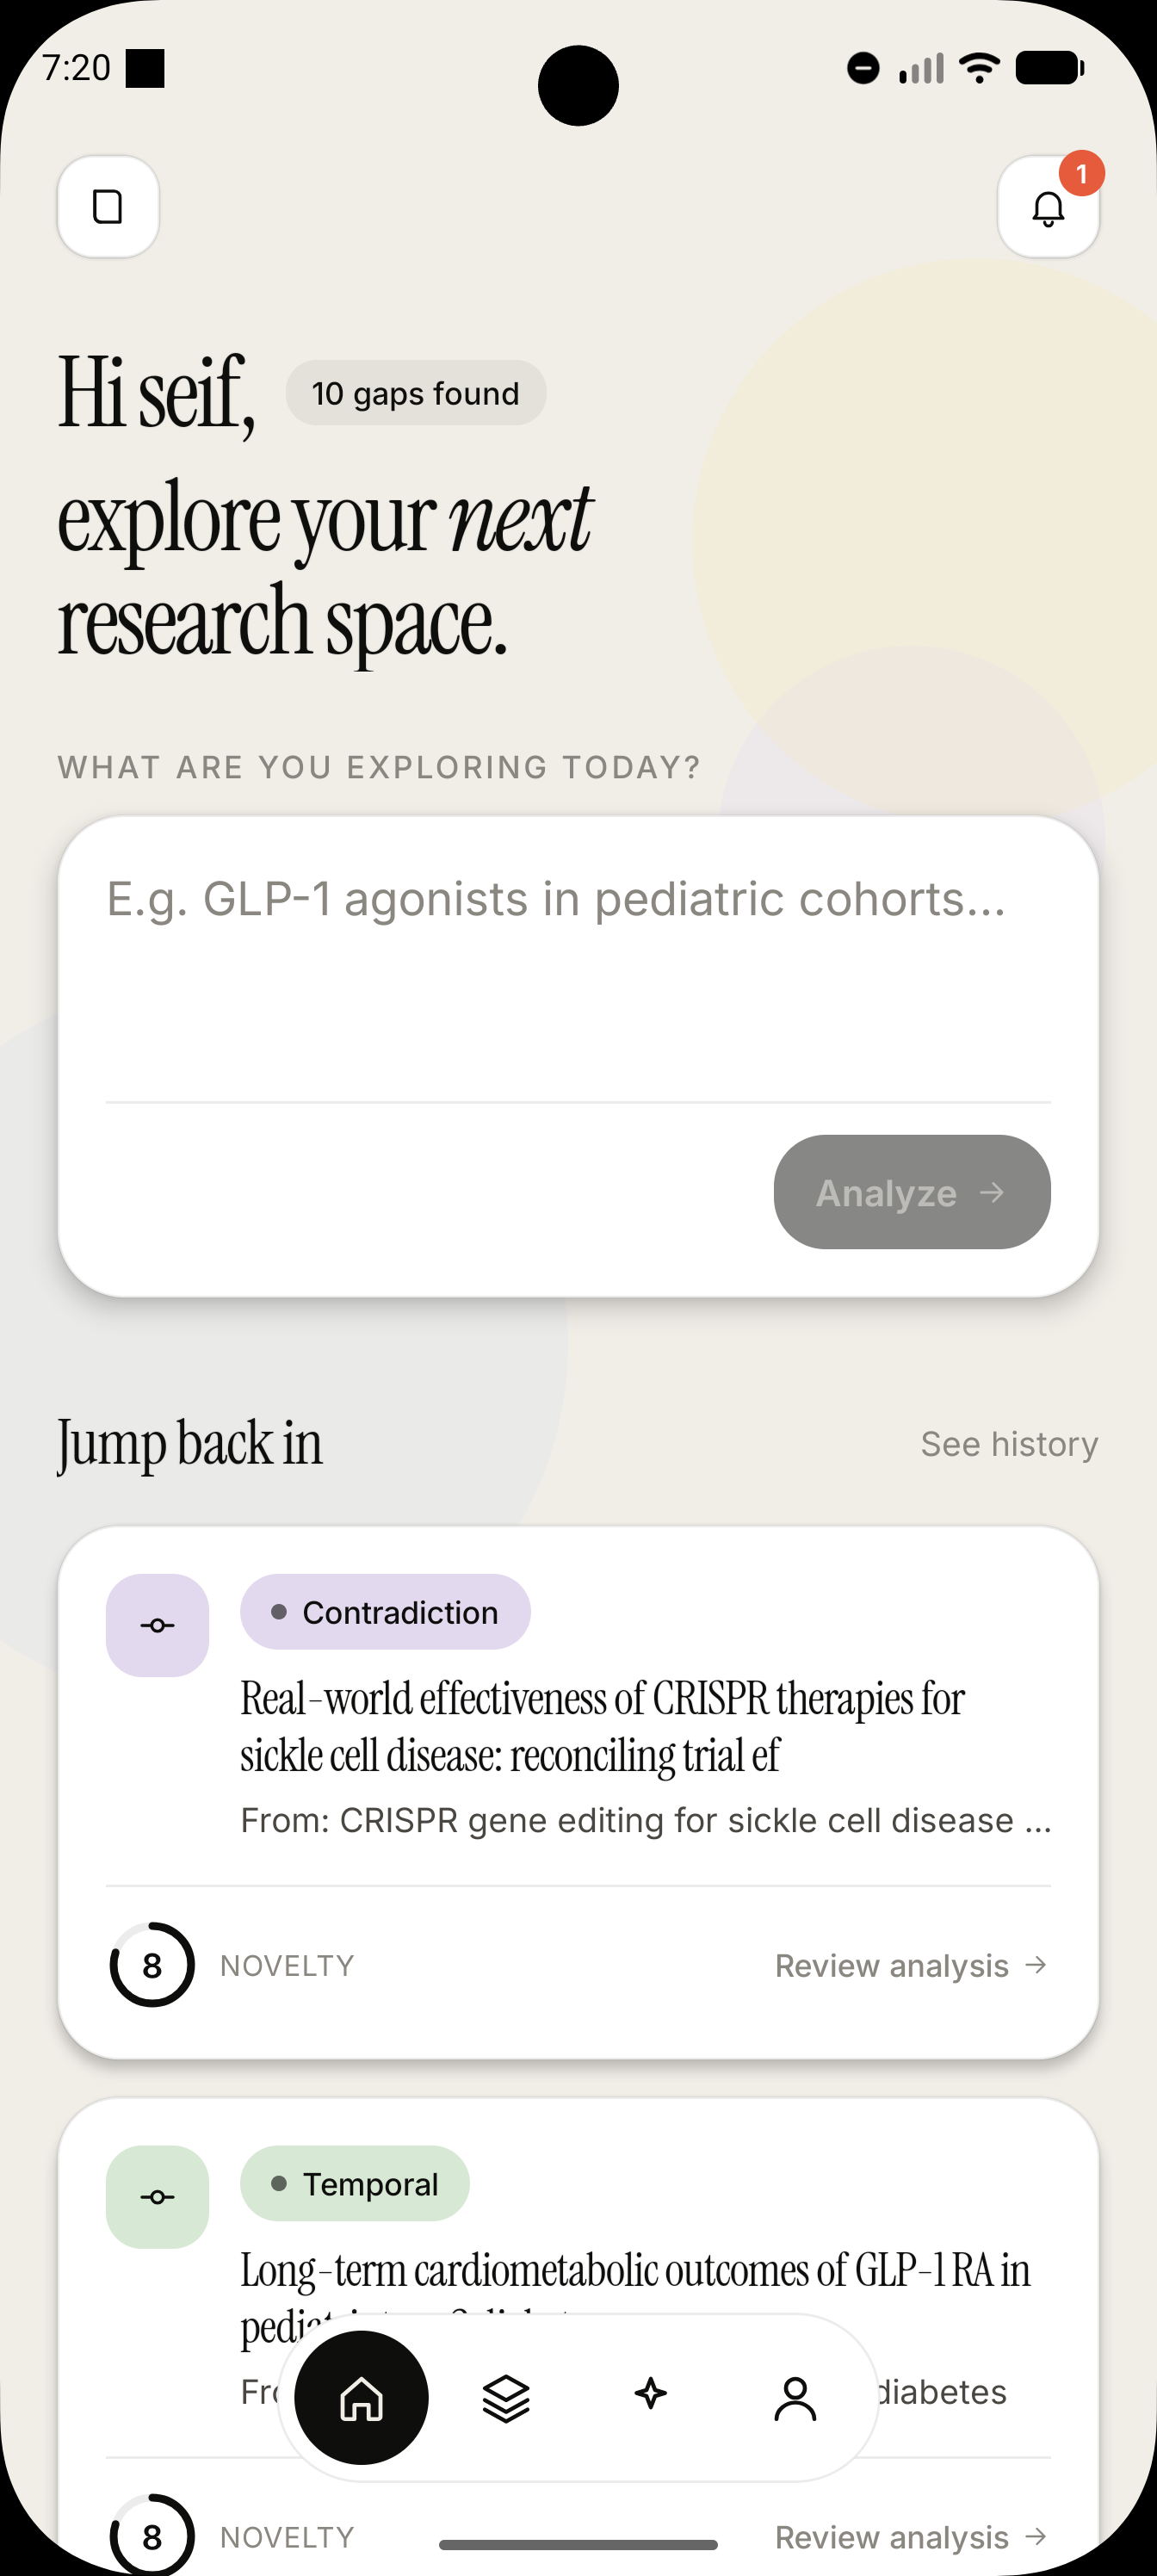 7:20
1
Hi seif,
10 gaps found
explore your next
research space.
WHAT ARE YOU EXPLORING TODAY?
E.g. GLP-1 agonists in pediatric cohorts...
Analyze →
Jump back in
See history
Contradiction
Real-world effectiveness of CRISPR therapies for
sickle cell disease: reconciling trial ef
From: CRISPR gene editing for sickle cell disease ...
8 NOVELTY
Review analysis →
Temporal
Long-term cardiometabolic outcomes of GLP-1 RA in
diabetes
8 NOVELTY
Review analysis →